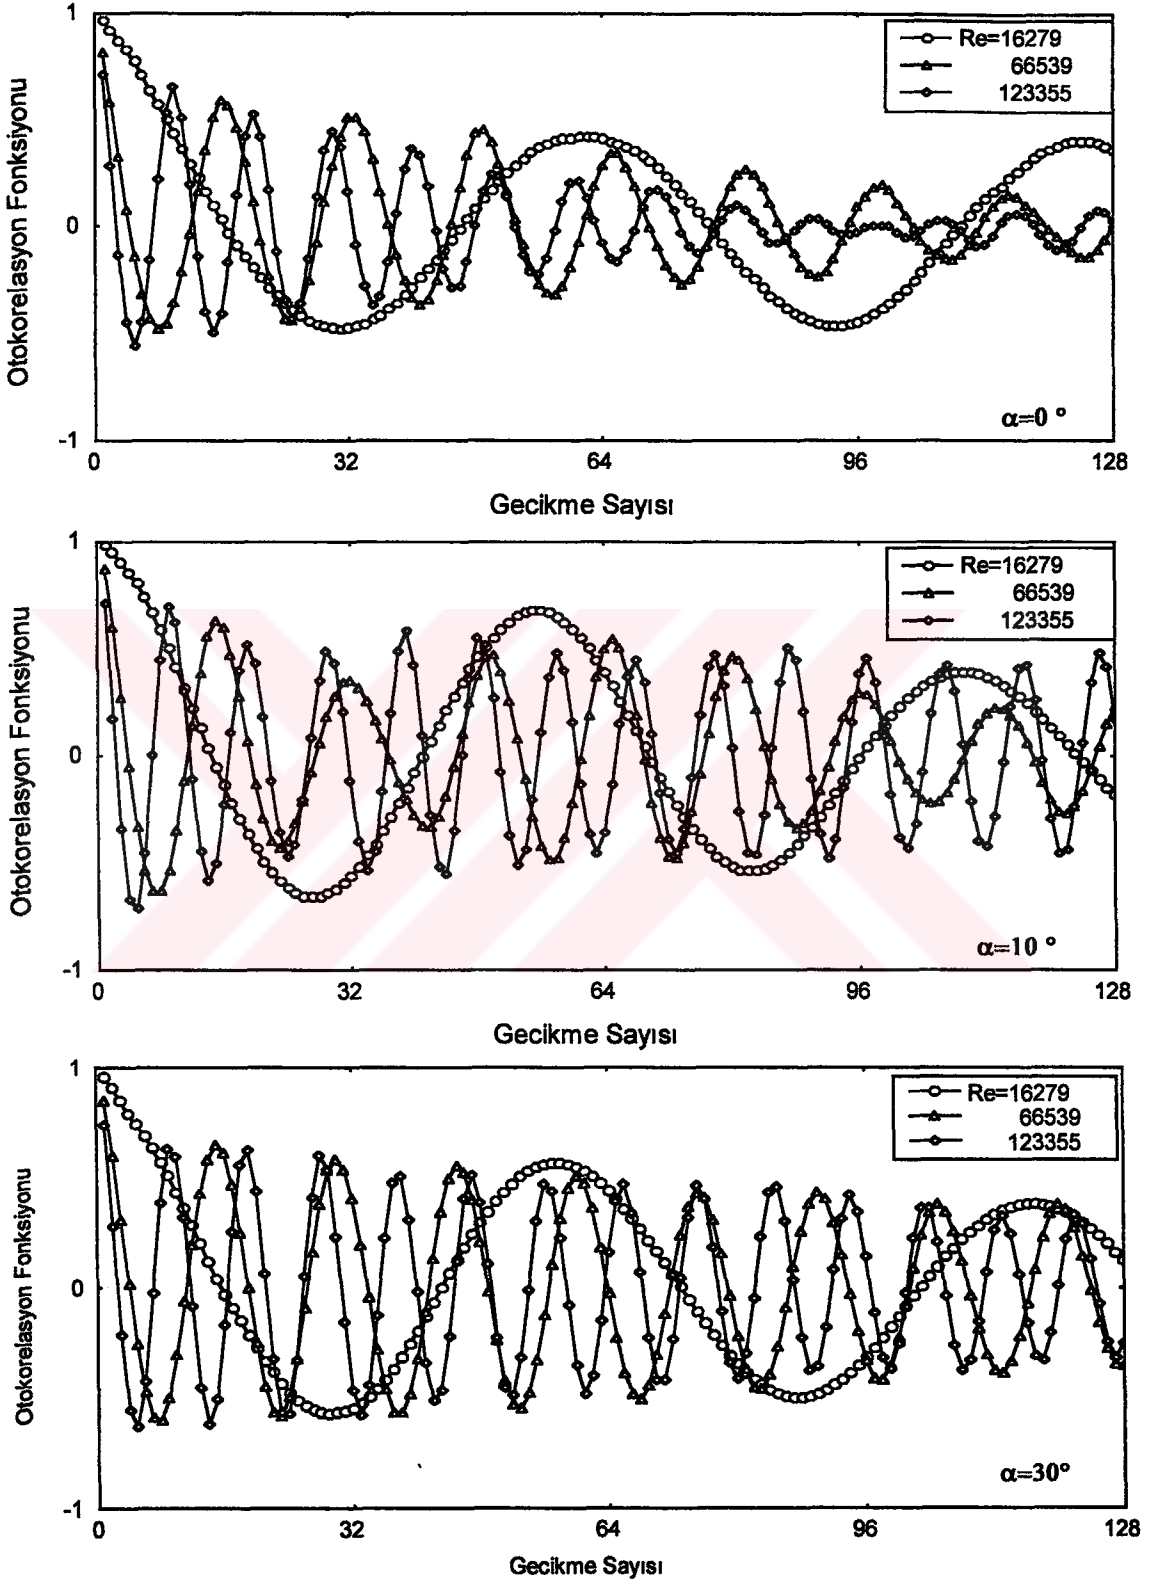 1
Re=16279
66539
123355
Otokorelasyon Fonksiyonu
0
α=0 °
-1
0 32 64 96 128
Gecikme Sayısı
1
Re=16279
66539
123355
Otokorelasyon Fonksiyonu
0
α=10 °
-1
0 32 64 96 128
Gecikme Sayısı
1
Re=16279
66539
123355
Otokorelasyon Fonksiyonu
0
α=30°
-1
0 32 64 96 128
Gecikme Sayısı